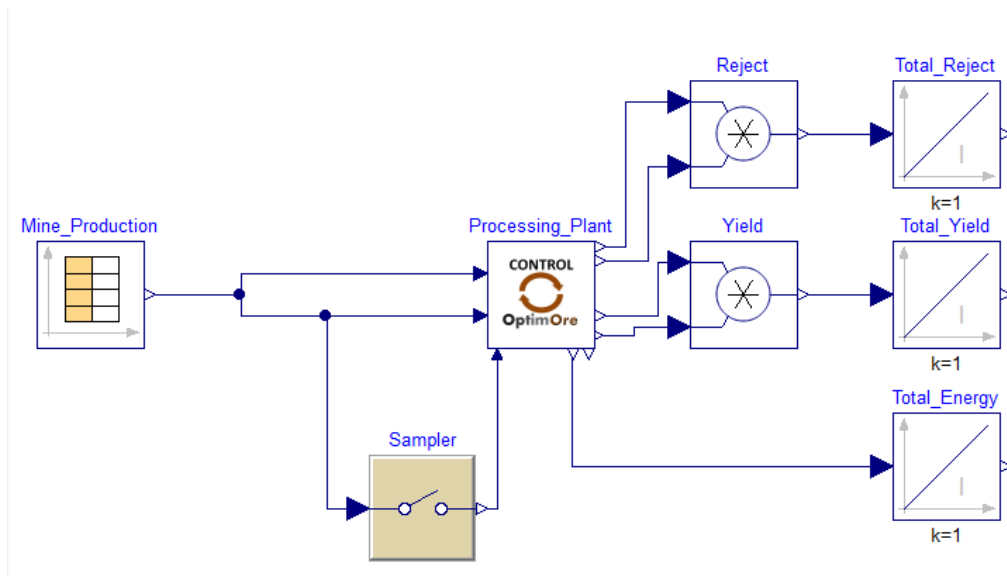 Reject
Total_Reject
k=1
Mine_Production
Processing_Plant
CONTROL
OptimOre
Yield
Total_Yield
k=1
Total_Energy
k=1
Sampler